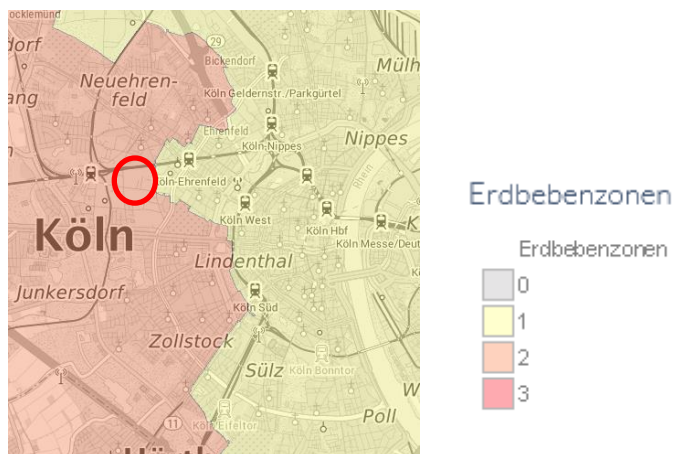 ocklemünd
dorf
29
Bickendorf
Mülh
Neuehren-
feld
ang
Köln Geldernstr./Parkgürtel
Ehrenfeld
Nippes
Köln-Nippes
Köln-Ehrenfeld
Rhein
Köln West
Köln Hbf
Köln
Köln Messe/Deut
Lindenthal
Junkersdorf
Köln Süd
Zollstock
Sülz
Köln Bonntor
W
11
Köln Eifeltor
Poll
Erdbebenzonen
Erdbebenzonen
0
1
2
3